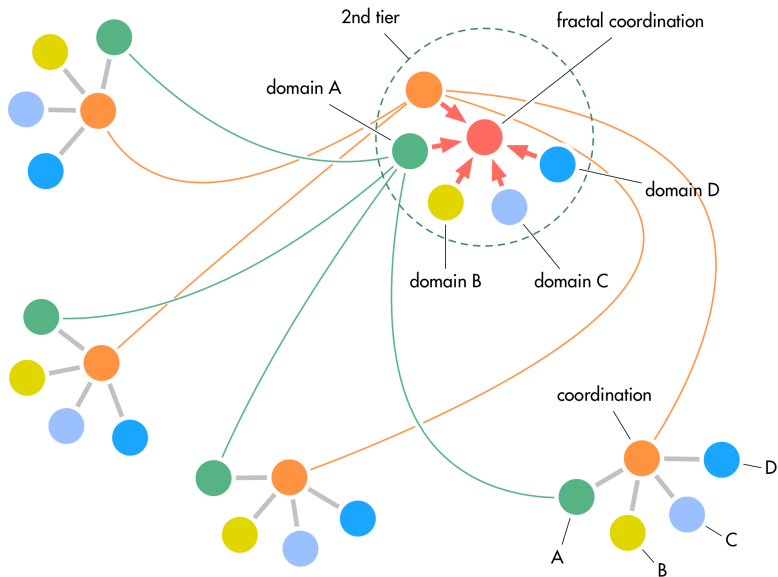 2nd tier
fractal coordination
domain A
domain D
domain B
domain C
coordination
D
C
A
B